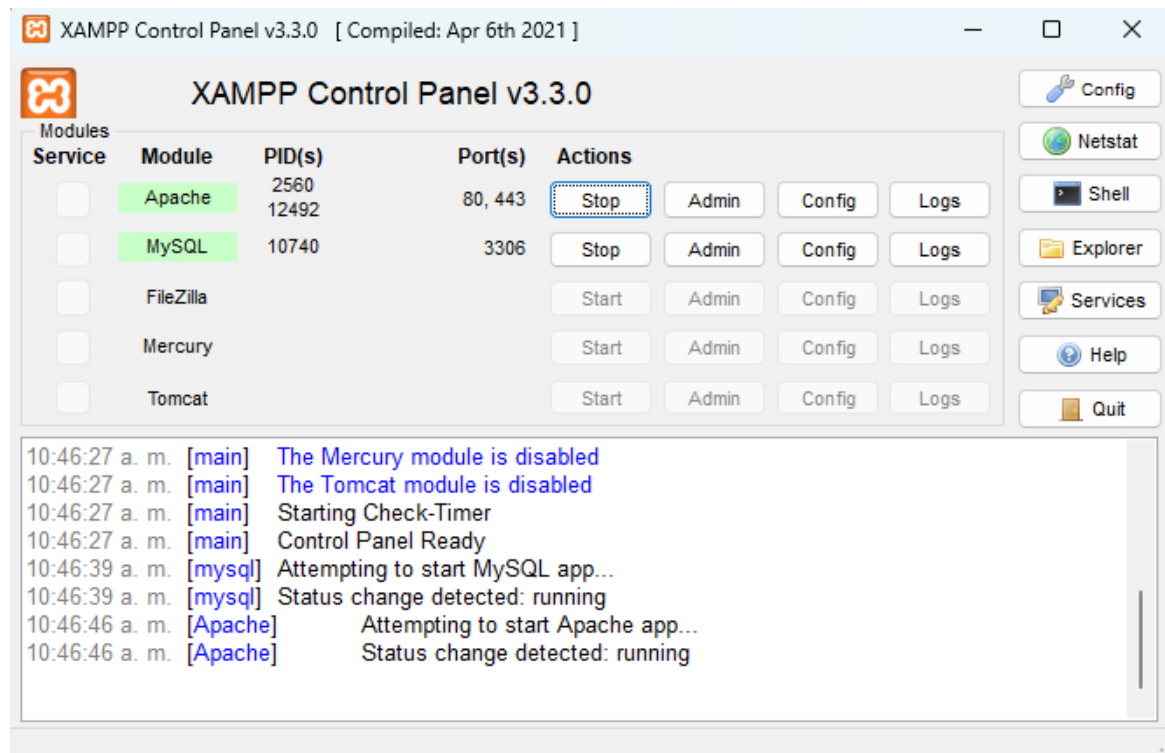 XAMPP Control Panel v3.3.0 [ Compiled: Apr 6th 2021 ]
XAMPP Control Panel v3.3.0
Config
Modules
Service Module PID(s) Port(s) Actions
Netstat
Apache 2560 12492 80, 443 Stop Admin Config Logs
Shell
MySQL 10740 3306 Stop Admin Config Logs
Explorer
FileZilla Start Admin Config Logs
Services
Mercury Start Admin Config Logs
Help
Tomcat Start Admin Config Logs
Quit
10:46:27 a. m. [main] The Mercury module is disabled
10:46:27 a. m. [main] The Tomcat module is disabled
10:46:27 a. m. [main] Starting Check-Timer
10:46:27 a. m. [main] Control Panel Ready
10:46:39 a. m. [mysql] Attempting to start MySQL app...
10:46:39 a. m. [mysql] Status change detected: running
10:46:46 a. m. [Apache] Attempting to start Apache app...
10:46:46 a. m. [Apache] Status change detected: running